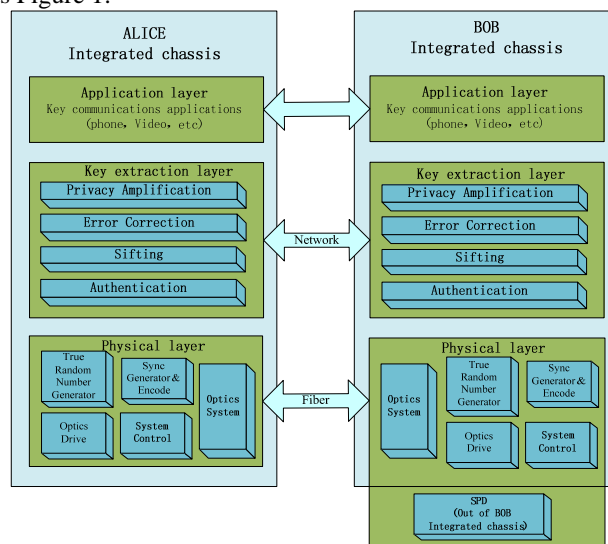 s Figure 1.
ALICE
Integrated chassis
Application layer
Key communications applications
(phone, Video, etc)
Key extraction layer
Privacy Amplification
Error Correction
Sifting
Authentication
Physical layer
True
Random
Number
Generator
Sync
Generator&
Encode
Optics
System
Optics
Drive
System
Control
Network
Fiber
BOB
Integrated chassis
Application layer
Key communications applications
(phone, Video, etc)
Key extraction layer
Privacy Amplification
Error Correction
Sifting
Authentication
Physical layer
Optics
System
True
Random
Number
Generator
Sync
Generator&
Encode
Optics
Drive
System
Control
SPD
(Out of BOB
Integrated chassis)